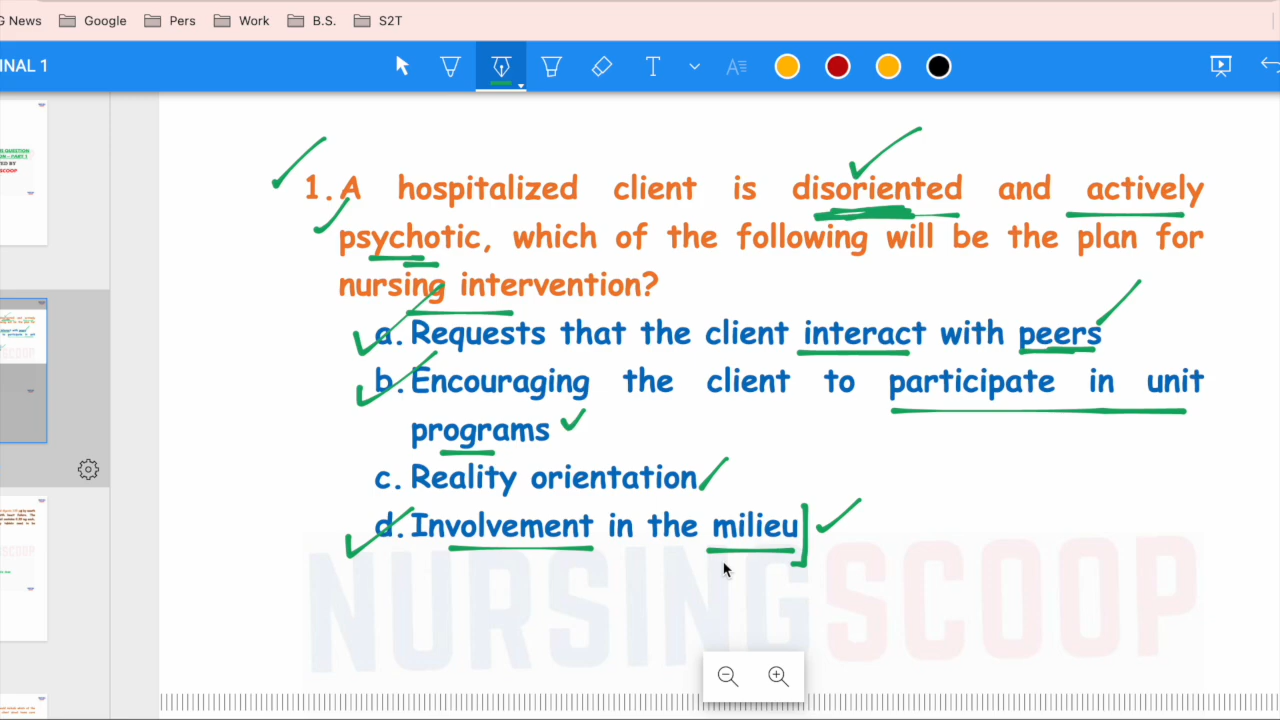 G News Google Pers Work B.S. S2T
INAL 1 T
1. A hospitalized client is disoriented and actively
psychotic, which of the following will be the plan for
nursing intervention?
a. Requests that the client interact with peers
b. Encouraging the client to participate in unit
programs
c. Reality orientation
d. Involvement in the milieu
NURSINGSCOOP